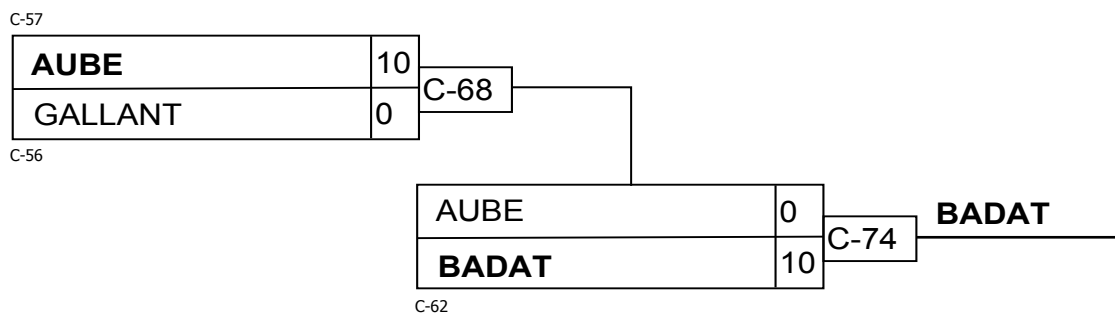 C-57
AUBE 10
C-68
GALLANT 0
C-56
AUBE 0
BADAT
C-74
BADAT 10
C-62